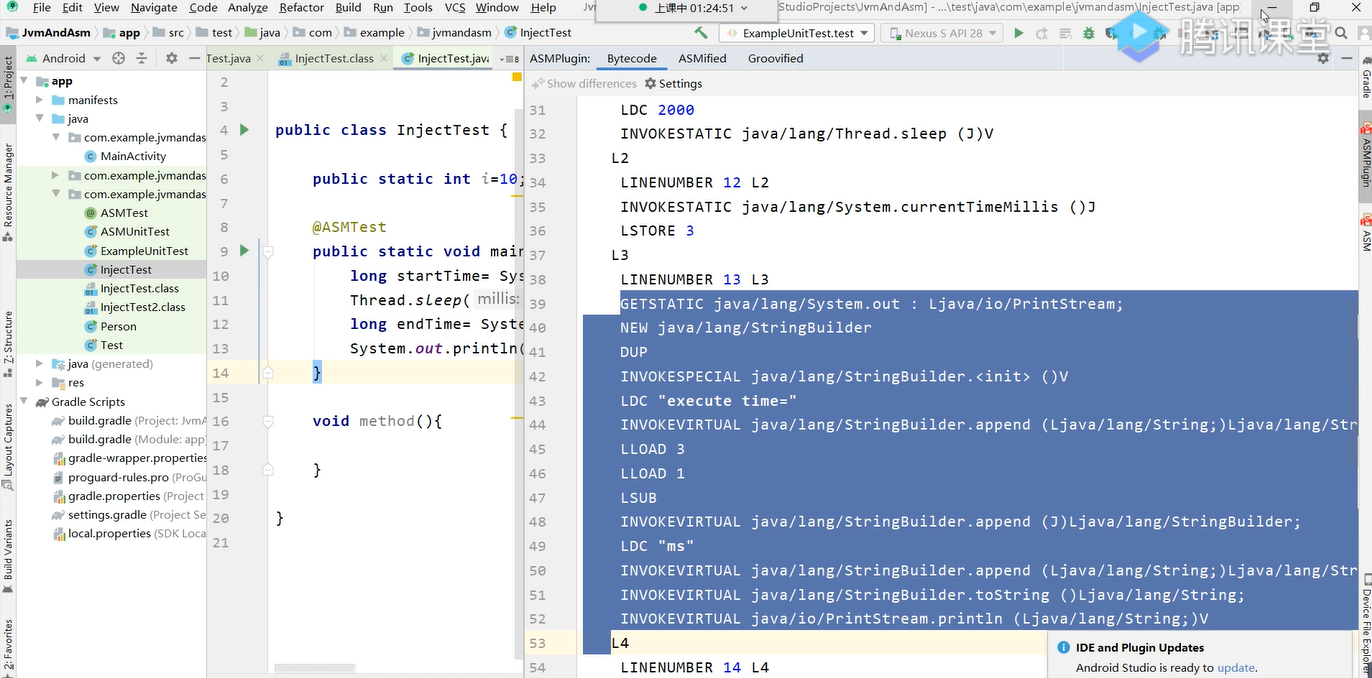 File Edit View Navigate Code Analyze Refactor Build Run Tools VCS Window Help
上课中 01:24:51
StudioProjects\JvmAndAsm] - ...\test\java\com\example\jvmandasm\InjectTest.java [app]
JvmAndAsm app src test java com example jvmandasm InjectTest
ExampleUnitTest.test
Nexus S API 28
腾讯课堂
1: Project
Resource Manager
Z: Structure
Layout Captures
Build Variants
2: Favorites
Android
app
manifests
java
com.example.jvmandas
MainActivity
com.example.jvmandas
com.example.jvmandas
ASMTest
ASMUnitTest
ExampleUnitTest
InjectTest
InjectTest.class
InjectTest2.class
Person
Test
java (generated)
res
Gradle Scripts
build.gradle (Project: JvmA
build.gradle (Module: app)
gradle-wrapper.properties
proguard-rules.pro (ProGu
gradle.properties (Project
settings.gradle (Project Se
local.properties (SDK Loca
Test.java InjectTest.class InjectTest.java
2
3
4 public class InjectTest {
5
6 public static int i=10;
7
8 @ASMTest
9 public static void main
10 long startTime= Sys
11 Thread.sleep( millis:
12 long endTime= Syste
13 System.out.println(
14 }
15
16 void method(){
17
18 }
19
20 }
21
ASMPlugin: Bytecode ASMified Groovified
Show differences Settings
31 LDC 2000
32 INVOKESTATIC java/lang/Thread.sleep (J)V
33 L2
34 LINENUMBER 12 L2
35 INVOKESTATIC java/lang/System.currentTimeMillis ()J
36 LSTORE 3
37 L3
38 LINENUMBER 13 L3
39 GETSTATIC java/lang/System.out : Ljava/io/PrintStream;
40 NEW java/lang/StringBuilder
41 DUP
42 INVOKESPECIAL java/lang/StringBuilder.<init> ()V
43 LDC "execute time="
44 INVOKEVIRTUAL java/lang/StringBuilder.append (Ljava/lang/String;)Ljava/lang/Str
45 LLOAD 3
46 LLOAD 1
47 LSUB
48 INVOKEVIRTUAL java/lang/StringBuilder.append (J)Ljava/lang/StringBuilder;
49 LDC "ms"
50 INVOKEVIRTUAL java/lang/StringBuilder.append (Ljava/lang/String;)Ljava/lang/Str
51 INVOKEVIRTUAL java/lang/StringBuilder.toString ()Ljava/lang/String;
52 INVOKEVIRTUAL java/io/PrintStream.println (Ljava/lang/String;)V
53 L4
54 LINENUMBER 14 L4
IDE and Plugin Updates
Android Studio is ready to update.
Gradle
ASMPlugin
ASM
Device File Explorer